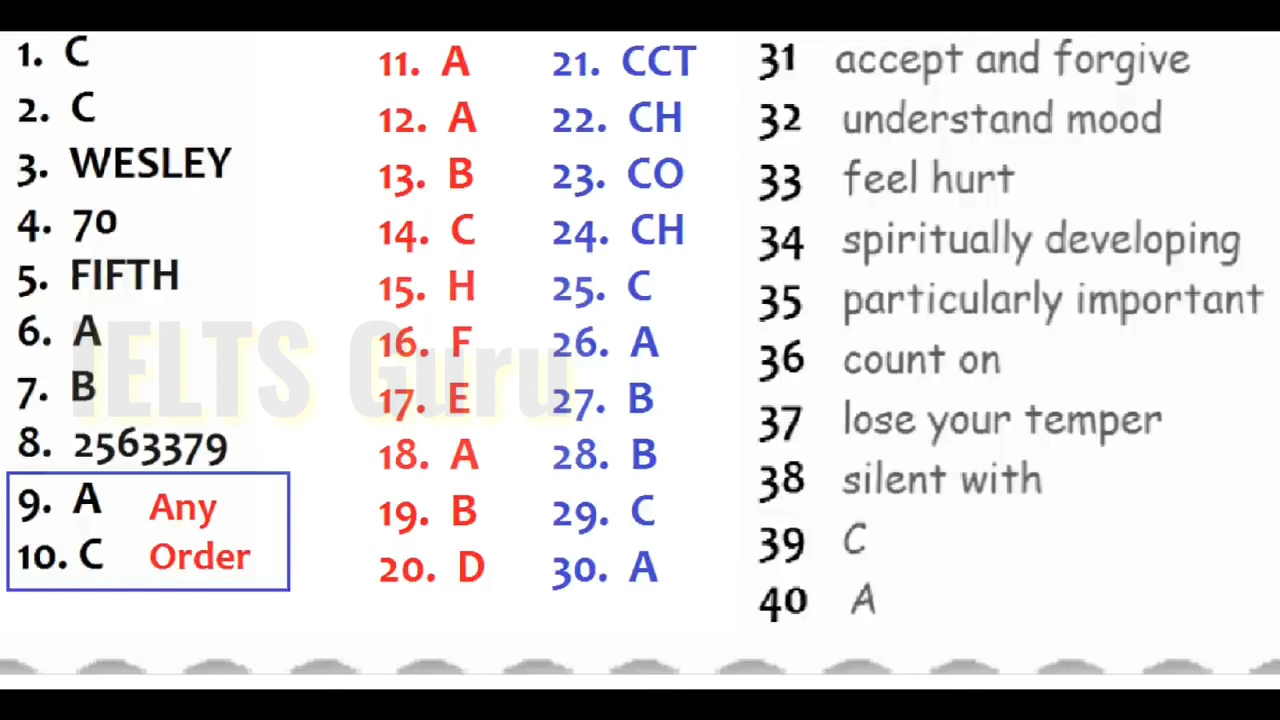 1. C
2. C
3. WESLEY
4. 70
5. FIFTH
6. A
7. B
8. 2563379
9. A
10. C
Any
Order
11. A
12. A
13. B
14. C
15. H
16. F
17. E
18. A
19. B
20. D
21. CCT
22. CH
23. CO
24. CH
25. C
26. A
27. B
28. B
29. C
30. A
31 accept and forgive
32 understand mood
33 feel hurt
34 spiritually developing
35 particularly important
36 count on
37 lose your temper
38 silent with
39 C
40 A
IELTS Guru